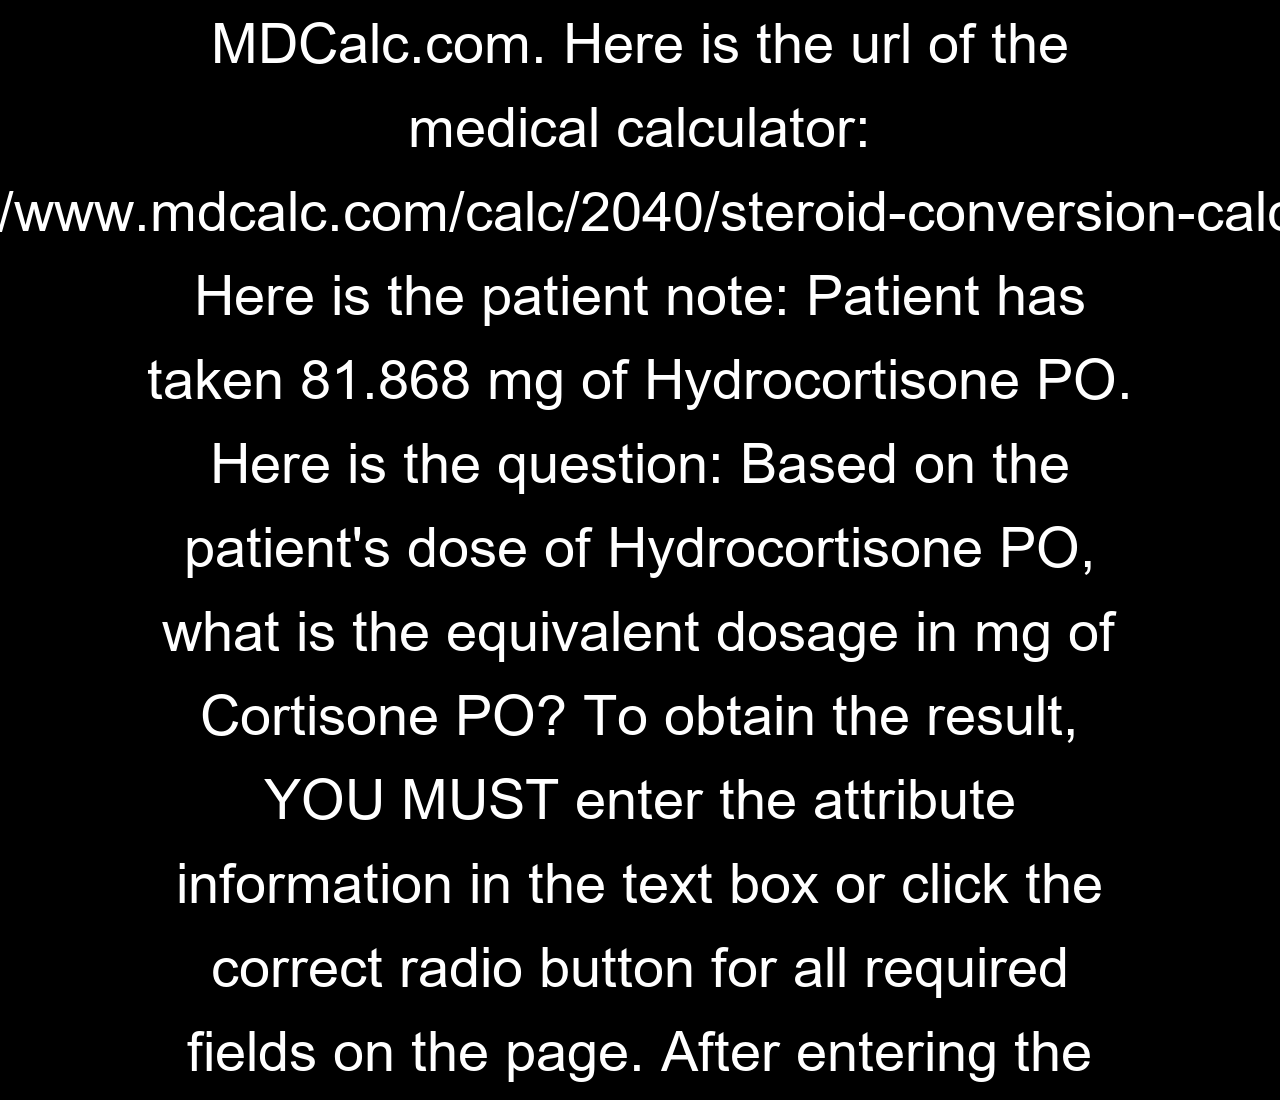 MDCalc.com. Here is the url of the
medical calculator:
/www.mdcalc.com/calc/2040/steroid-conversion-calc
Here is the patient note: Patient has
taken 81.868 mg of Hydrocortisone PO.
Here is the question: Based on the
patient's dose of Hydrocortisone PO,
what is the equivalent dosage in mg of
Cortisone PO? To obtain the result,
YOU MUST enter the attribute
information in the text box or click the
correct radio button for all required
fields on the page. After entering the